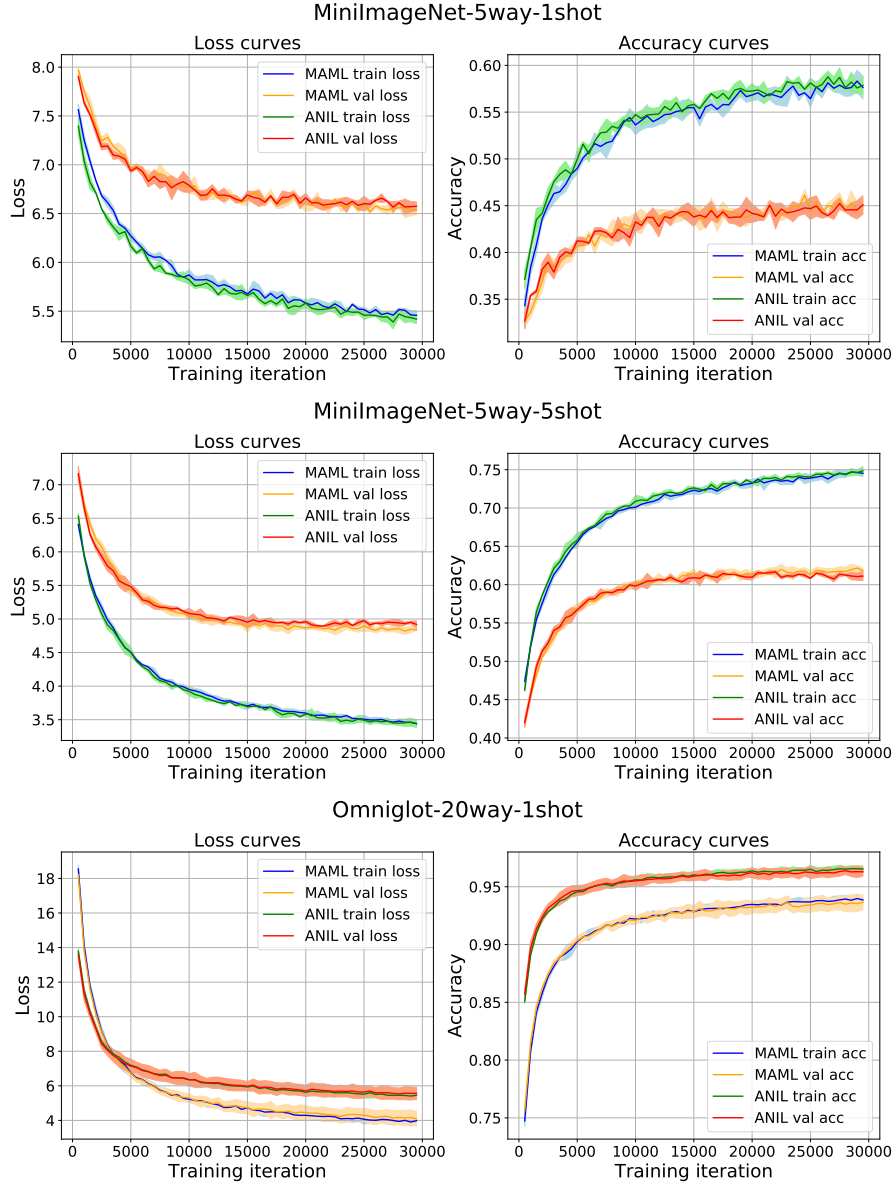 MiniImageNet-5way-1shot
Loss curves
Accuracy curves
8.0
7.5
7.0
6.5
6.0
5.5
Loss
MAML train loss
MAML val loss
ANIL train loss
ANIL val loss
0 5000 10000 15000 20000 25000 30000
Training iteration
0.60
0.55
0.50
0.45
0.40
0.35
Accuracy
MAML train acc
MAML val acc
ANIL train acc
ANIL val acc
0 5000 10000 15000 20000 25000 30000
Training iteration
MiniImageNet-5way-5shot
Loss curves
Accuracy curves
7.0
6.5
6.0
5.5
5.0
4.5
4.0
3.5
Loss
MAML train loss
MAML val loss
ANIL train loss
ANIL val loss
0 5000 10000 15000 20000 25000 30000
Training iteration
0.75
0.70
0.65
0.60
0.55
0.50
0.45
0.40
Accuracy
MAML train acc
MAML val acc
ANIL train acc
ANIL val acc
0 5000 10000 15000 20000 25000 30000
Training iteration
Omniglot-20way-1shot
Loss curves
Accuracy curves
18
16
14
12
10
8
6
4
Loss
MAML train loss
MAML val loss
ANIL train loss
ANIL val loss
0 5000 10000 15000 20000 25000 30000
Training iteration
0.95
0.90
0.85
0.80
0.75
Accuracy
MAML train acc
MAML val acc
ANIL train acc
ANIL val acc
0 5000 10000 15000 20000 25000 30000
Training iteration